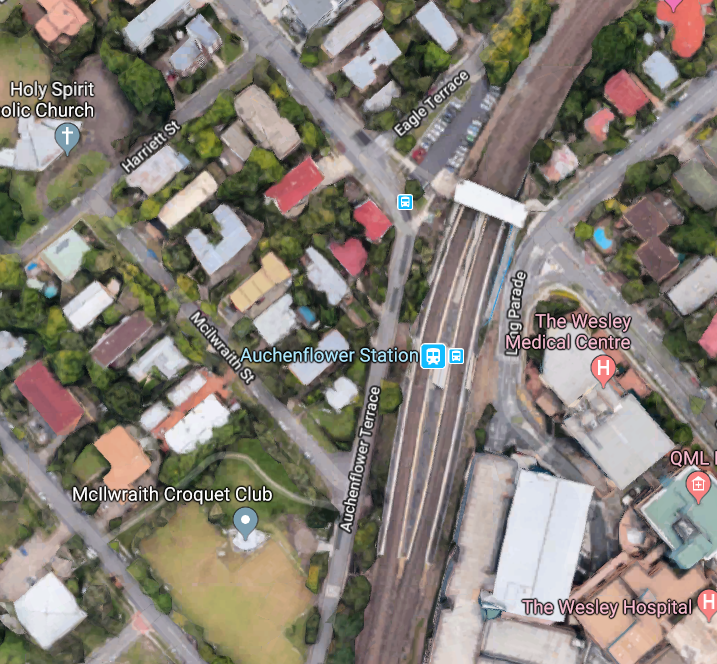 Holy Spirit
olic Church
Harriett St
Eagle Terrace
Lang Parade
The Wesley
Medical Centre
Mcilwraith St
Auchenflower Station
Auchenflower Terrace
QML
McIlwraith Croquet Club
The Wesley Hospital